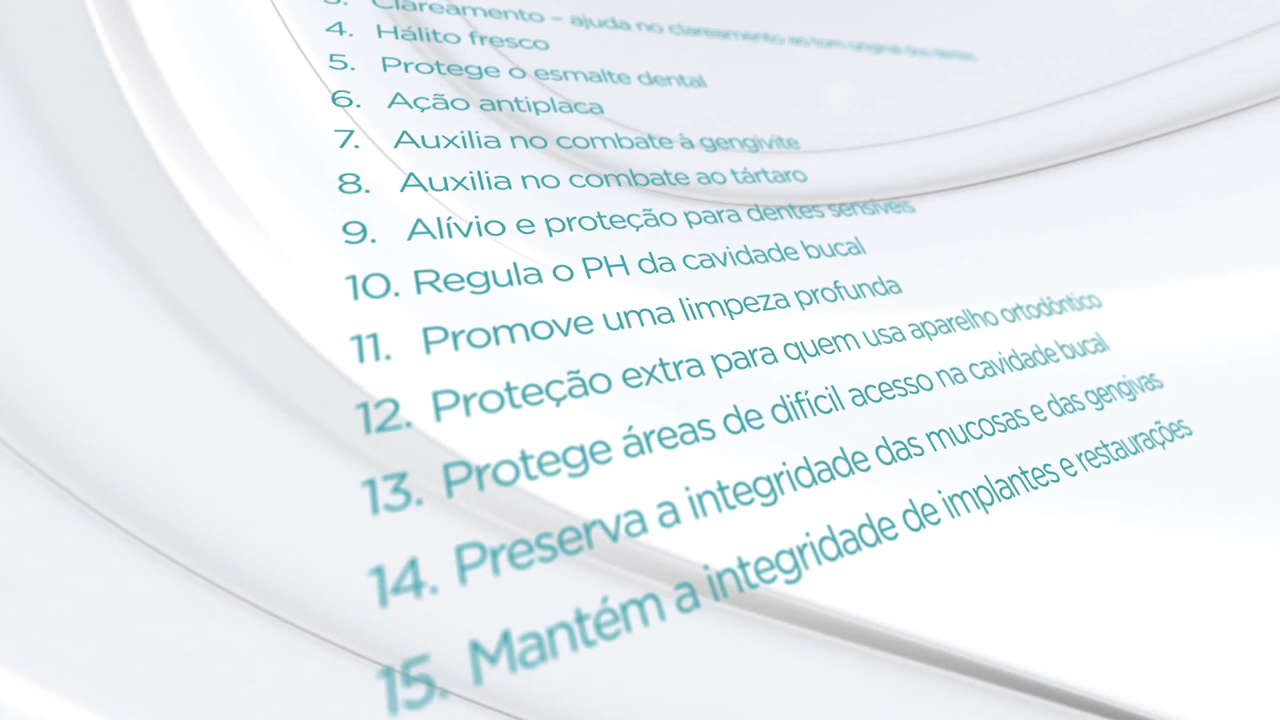 3. Clareamento - ajuda no clareamento ao tom original dos dentes
4. Hálito fresco
5. Protege o esmalte dental
6. Ação antiplaca
7. Auxilia no combate à gengivite
8. Auxilia no combate ao tártaro
9. Alívio e proteção para dentes sensíveis
10. Regula o PH da cavidade bucal
11. Promove uma limpeza profunda
12. Proteção extra para quem usa aparelho ortodôntico
13. Protege áreas de difícil acesso na cavidade bucal
14. Preserva a integridade das mucosas e das gengivas
15. Mantém a integridade de implantes e restaurações